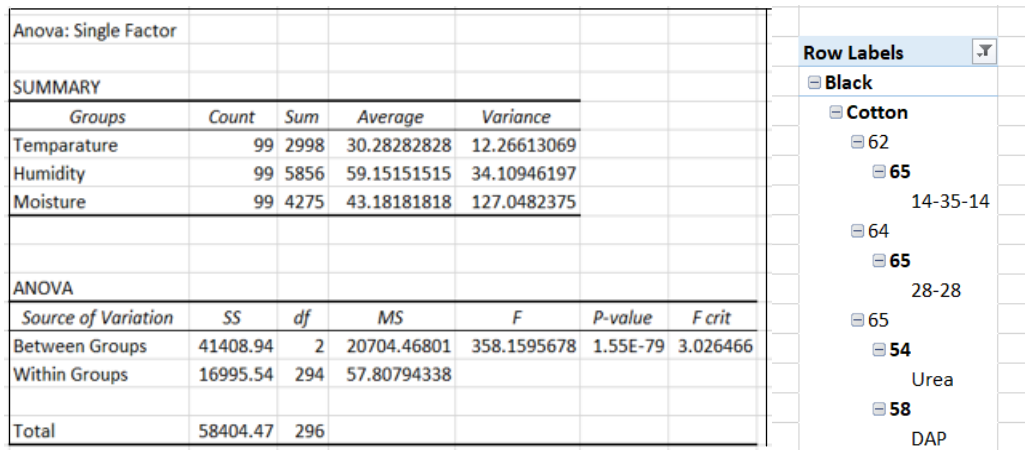 Anova: Single Factor
SUMMARY
Groups Count Sum Average Variance
Temparature 99 2998 30.28282828 12.26613069
Humidity 99 5856 59.15151515 34.10946197
Moisture 99 4275 43.18181818 127.0482375
ANOVA
Source of Variation SS df MS F P-value F crit
Between Groups 41408.94 2 20704.46801 358.1595678 1.55E-79 3.026466
Within Groups 16995.54 294 57.80794338
Total 58404.47 296
Row Labels
Black
Cotton
62
65
14-35-14
64
65
28-28
65
54
Urea
58
DAP